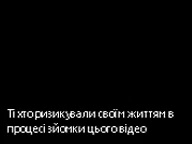 Ті хто ризикували своїм життям в
процесі зйомки цього відео